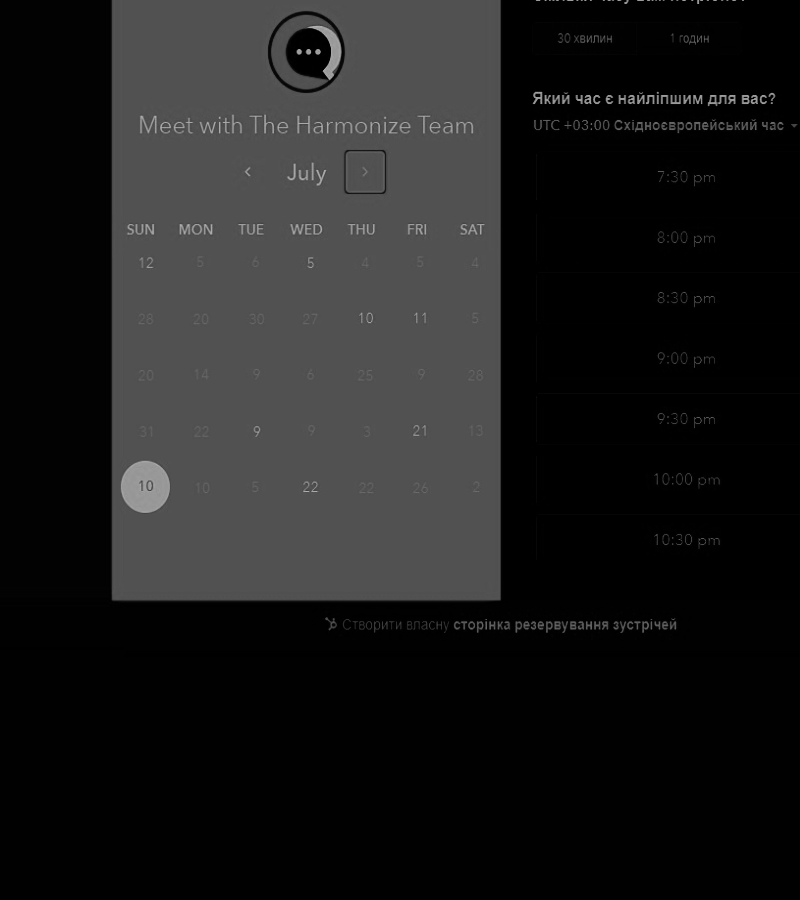 30 хвилин 1 годин
Meet with The Harmonize Team
July
SUN MON TUE WED THU FRI SAT
12 5 6 5 4 5 4
28 20 30 27 10 11 5
20 14 9 6 25 9 28
31 22 9 9 3 21 13
10 10 5 22 22 26 2
Який час є найліпшим для вас?
UTC +03:00 Східноєвропейський час
7:30 pm
8:00 pm
8:30 pm
9:00 pm
9:30 pm
10:00 pm
10:30 pm
Створити власну сторінка резервування зустрічей